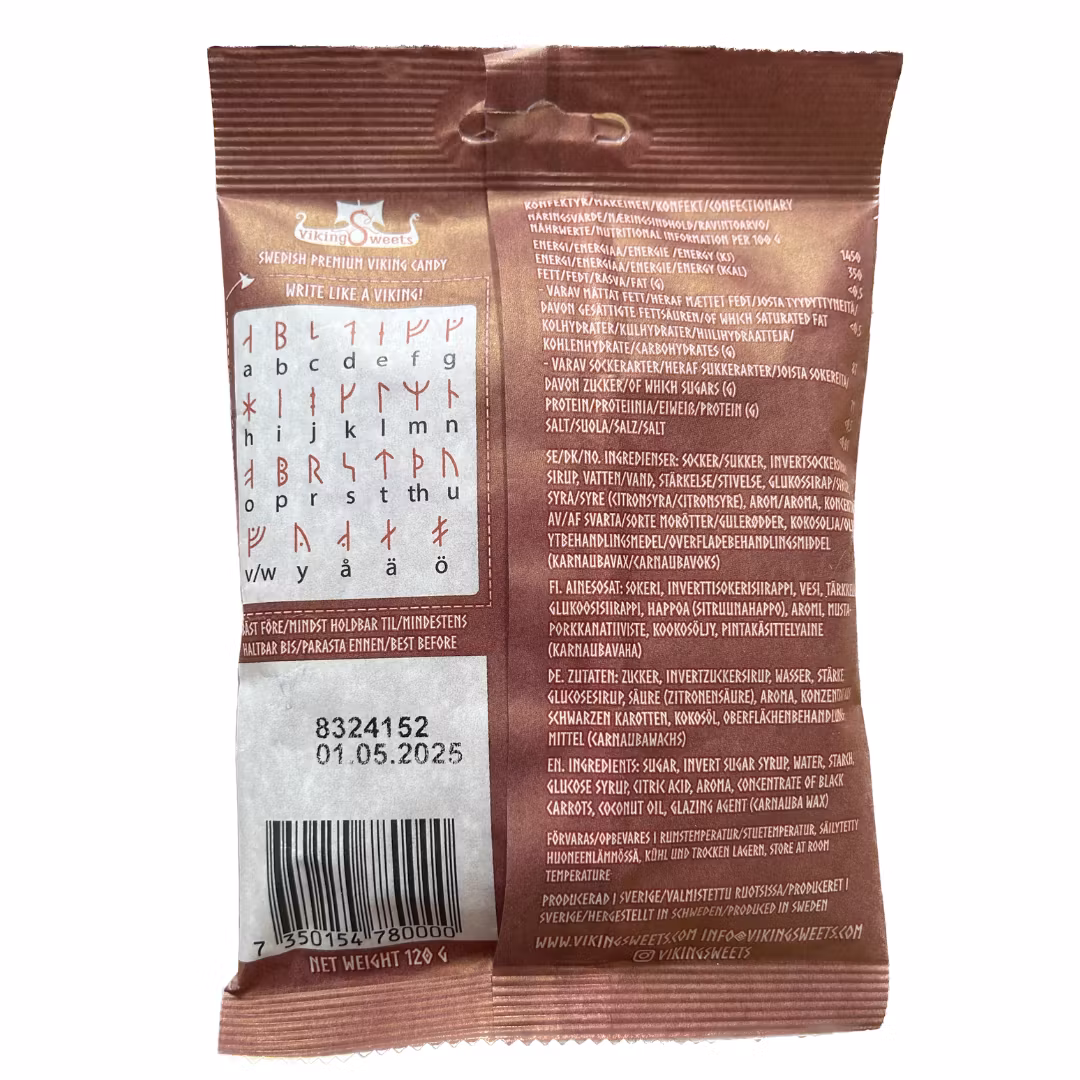 Viking Sweets
SWEDISH PREMIUM VIKING CANDY
WRITE LIKE A VIKING!
a b c d e f g
h i j k l m n
o p r s t th u
v/w y å ä ö
BÄST FÖRE/MINDST HOLDBAR TIL/MINDESTENS
HALTBAR BIS/PARASTA ENNEN/BEST BEFORE
8324152
01.05.2025
7 350154 780000
NET WEIGHT 120 G
KONFEKTYR/MAKEINEN/KONFEKT/CONFECTIONARY
NÄRINGSVÄRDE/NÆRINGSINDHOLD/RAVINTOARVO/
NÄHRWERTE/NUTRITIONAL INFORMATION PER 100 G
ENERGI/ENERGIAA/ENERGIE/ENERGY (KJ) 1450
ENERGI/ENERGIAA/ENERGIE/ENERGY (KCAL) 350
FETT/FEDT/RASVA/FAT (G) <0,5
- VARAV MÄTTAT FETT/HERAF MÆTTET FEDT/JOSTA TYYDYTTYNEITÄ/
DAVON GESÄTTIGTE FETTSÄUREN/OF WHICH SATURATED FAT <0,5
KOLHYDRATER/KULHYDRATER/HIILIHYDRAATTEJA/
KOHLENHYDRATE/CARBOHYDRATES (G)
- VARAV SOCKERARTER/HERAF SUKKERARTER/JOISTA SOKEREITA/
DAVON ZUCKER/OF WHICH SUGARS (G)
PROTEIN/PROTEIINIA/EIWEIß/PROTEIN (G)
SALT/SUOLA/SALZ/SALT
SE/DK/NO. INGREDIENSER: SOCKER/SUKKER,
SIRUP, VATTEN/VAND, STÄRKELSE/STIVELSE,
SYRA/SYRE (CITRONSYRA/CITRONSYRE), AROM/AROMA,
AV/AF SVARTA/SORTE MORÖTTER/GULERØDDER,
YTBEHANDLINGSMEDEL/OVERFLADEBEHANDLINGSMIDDEL
(KARNAUBAVAX/CARNAUBAVOKS)
FI. AINESOSAT: SOKERI, INVERTTISOKERISIIRAPPI, VESI,
GLUKOOSISIIRAPPI, HAPPOA (SITRUUNAHAPPO), AROMI, MUSTA-
PORKKANATIIVISTE, KOOKOSÖLJY, PINTAKÄSITTELYAINE
(KARNAUBAVAHA)
DE. ZUTATEN: ZUCKER, INVERTZUCKERSIRUP, WASSER, STÄRKE
GLUCOSESIRUP, SÄURE (ZITRONENSÄURE), AROMA,
SCHWARZEN KAROTTEN, KOKOSÖL, OBERFLÄCHENBEHANDLUNG
MITTEL (CARNAUBAWACHS)
EN. INGREDIENTS: SUGAR, INVERT SUGAR SYRUP, WATER, STARCH
GLUCOSE SYRUP, CITRIC ACID, AROMA, CONCENTRATE OF BLACK
CARROTS, COCONUT OIL, GLAZING AGENT (CARNAUBA WAX)
FÖRVARAS/OPBEVARES I RUMSTEMPERATUR/STUETEMPERATUR, SÄILYTETTY
HUONEENLÄMMÖSSÄ, KÜHL UND TROCKEN LAGERN, STORE AT ROOM
TEMPERATURE
PRODUCERAD I SVERIGE/VALMISTETTU RUOTSISSA/PRODUCERET I
SVERIGE/HERGESTELLT IN SCHWEDEN/PRODUCED IN SWEDEN
WWW.VIKINGSWEETS.COM INFO@VIKINGSWEETS.COM
VIKINGSWEETS